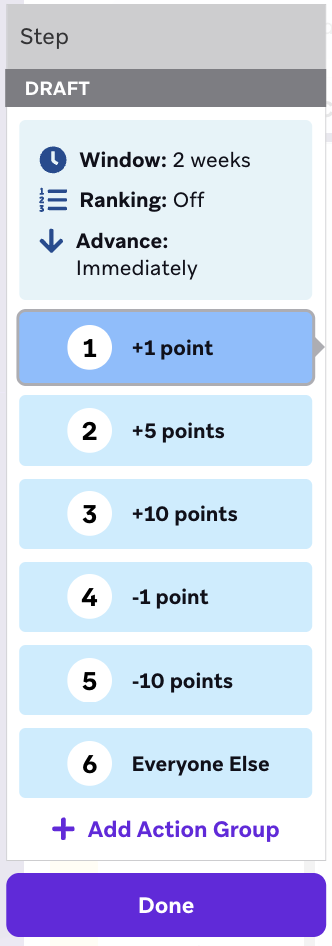 Step
DRAFT
Window: 2 weeks
Ranking: Off
Advance:
Immediately
1 +1 point
2 +5 points
3 +10 points
4 -1 point
5 -10 points
6 Everyone Else
+ Add Action Group
Done